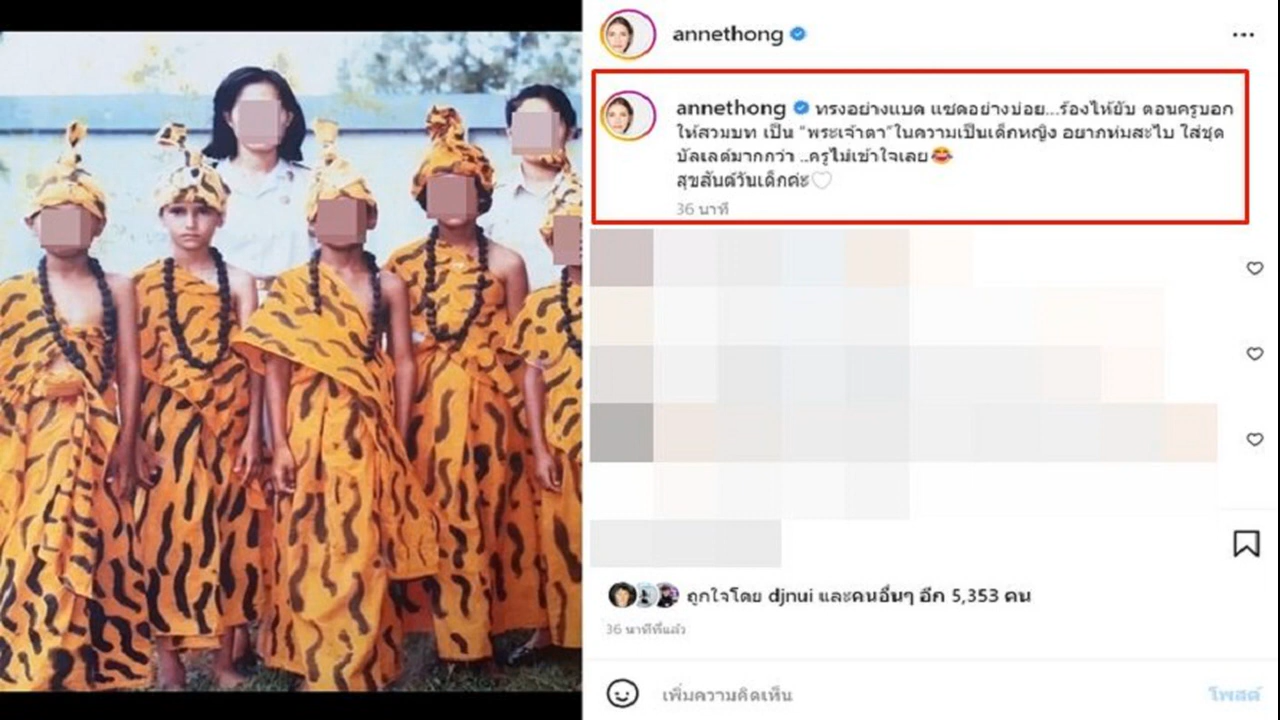 annethong
annethong ทรงอย่างแบด แซดอย่างบ่อย...ร้องไห้ยับ ตอนครูบอก
ให้สวมบท เป็น “พระเจ้าตา”ในความเป็นเด็กหญิง อยากห่มสะไบ ใส่ชุด
บัลเลต์มากกว่า ..ครูไม่เข้าใจเลย😂
สุขสันต์วันเด็กค่ะ🤍
36 นาที
ถูกใจโดย djnui และคนอื่นๆ อีก 5,353 คน
36 นาทีที่แล้ว
เพิ่มความคิดเห็น
โพสต์